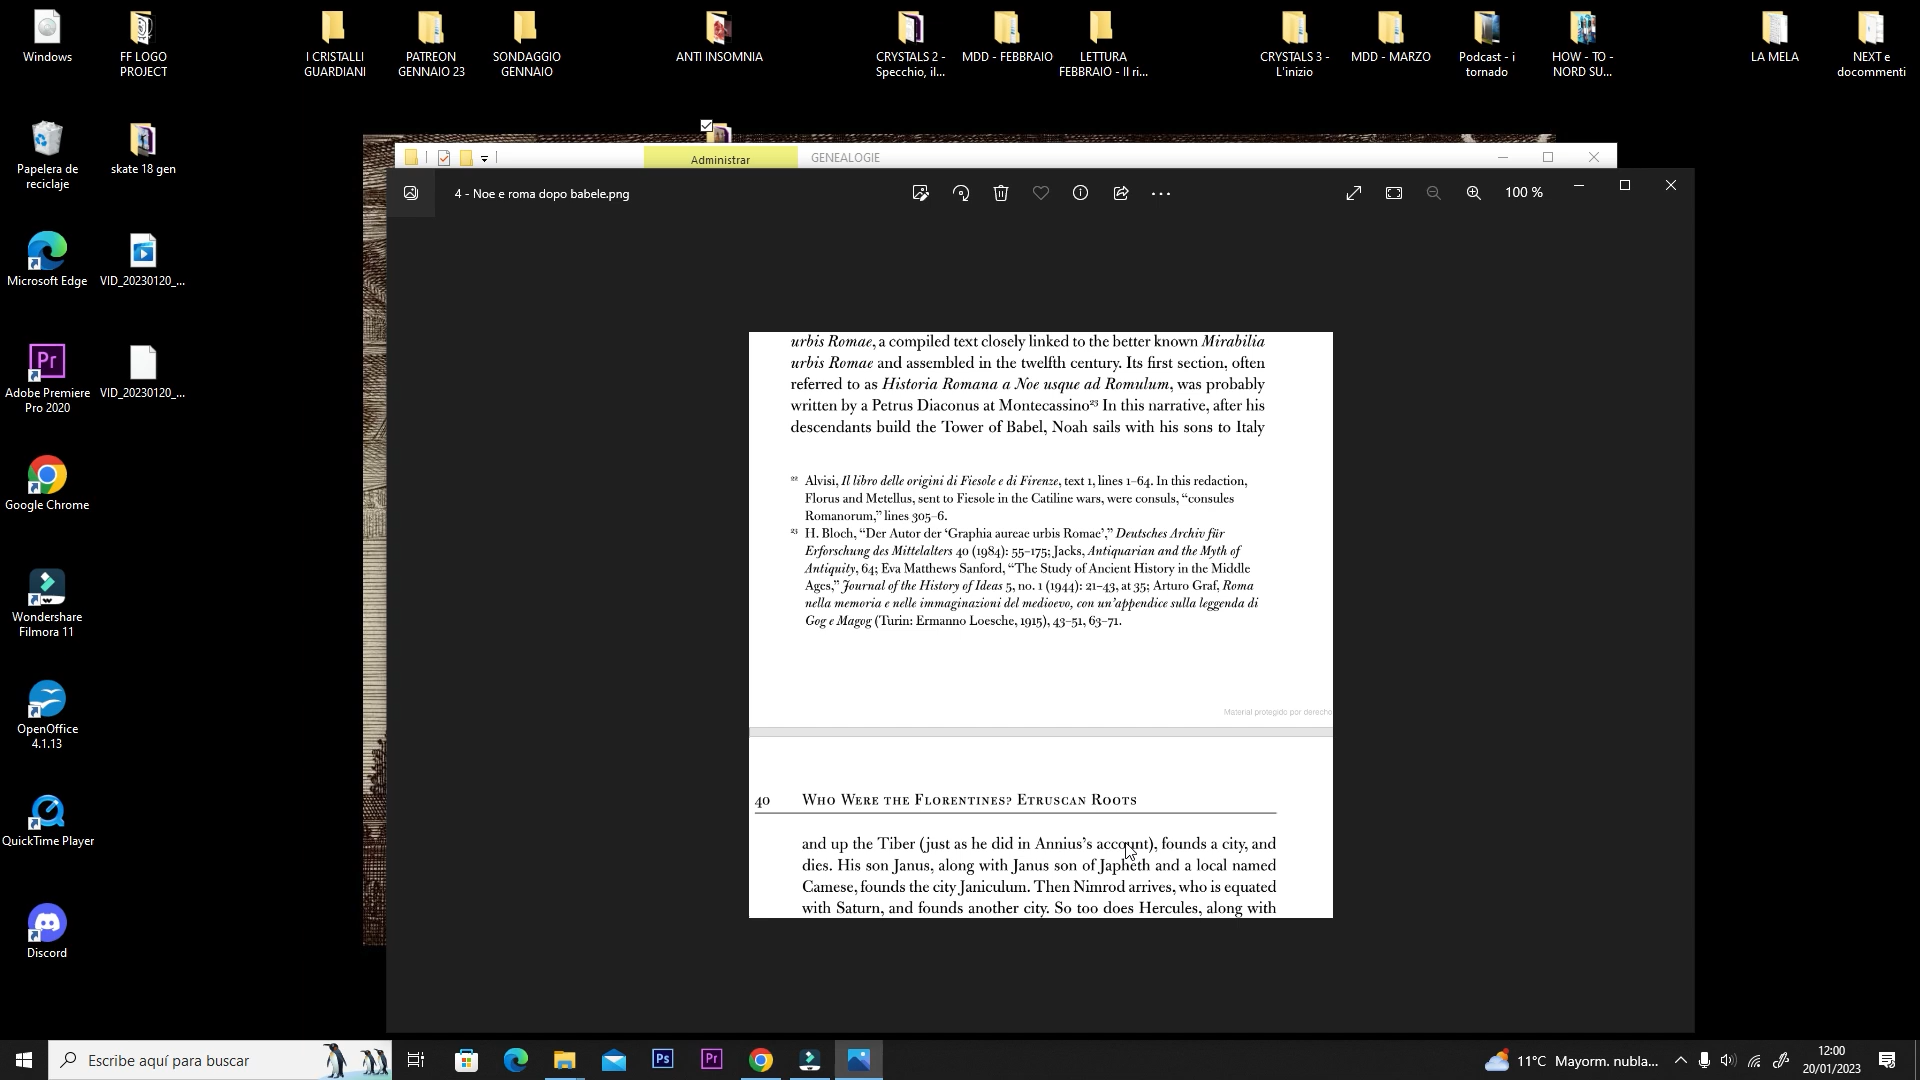 Windows
FF LOGO
PROJECT
I CRISTALLI
GUARDIANI
PATREON
GENNAIO 23
SONDAGGIO
GENNAIO
ANTI INSOMNIA
CRYSTALS 2 -
Specchio, il...
MDD - FEBBRAIO
LETTURA
FEBBRAIO - Il ri...
CRYSTALS 3 -
L'inizio
MDD - MARZO
Podcast - i
tornado
HOW - TO -
NORD SU...
LA MELA
NEXT e
docommenti
Papelera de
reciclaje
skate 18 gen
Microsoft Edge
VID_20230120_...
Adobe Premiere
Pro 2020
VID_20230120_...
Google Chrome
Wondershare
Filmora 11
OpenOffice
4.1.13
QuickTime Player
Discord
Administrar
GENEALOGIE
4 - Noe e roma dopo babele.png
100 %
urbis Romae, a compiled text closely linked to the better known Mirabilia
urbis Romae and assembled in the twelfth century. Its first section, often
referred to as Historia Romana a Noe usque ad Romulum, was probably
written by a Petrus Diaconus at Montecassino²³ In this narrative, after his
descendants build the Tower of Babel, Noah sails with his sons to Italy
²² Alvisi, Il libro delle origini di Fiesole e di Firenze, text 1, lines 1–64. In this redaction,
Florus and Metellus, sent to Fiesole in the Catiline wars, were consuls, “consules
Romanorum,” lines 305–6.
²³ H. Bloch, “Der Autor der ‘Graphia aureae urbis Romae’,” Deutsches Archiv für
Erforschung des Mittelalters 40 (1984): 55–175; Jacks, Antiquarian and the Myth of
Antiquity, 64; Eva Matthews Sanford, “The Study of Ancient History in the Middle
Ages,” Journal of the History of Ideas 5, no. 1 (1944): 21–43, at 35; Arturo Graf, Roma
nella memoria e nelle immaginazioni del medioevo, con un’appendice sulla leggenda di
Gog e Magog (Turin: Ermanno Loesche, 1915), 43–51, 63–71.
Material protegido por derecho
40 Who Were the Florentines? Etruscan Roots
and up the Tiber (just as he did in Annius’s account), founds a city, and
dies. His son Janus, along with Janus son of Japheth and a local named
Camese, founds the city Janiculum. Then Nimrod arrives, who is equated
with Saturn, and founds another city. So too does Hercules, along with
Escribe aquí para buscar
Ps
Pr
11°C Mayorm. nubla...
12:00
20/01/2023